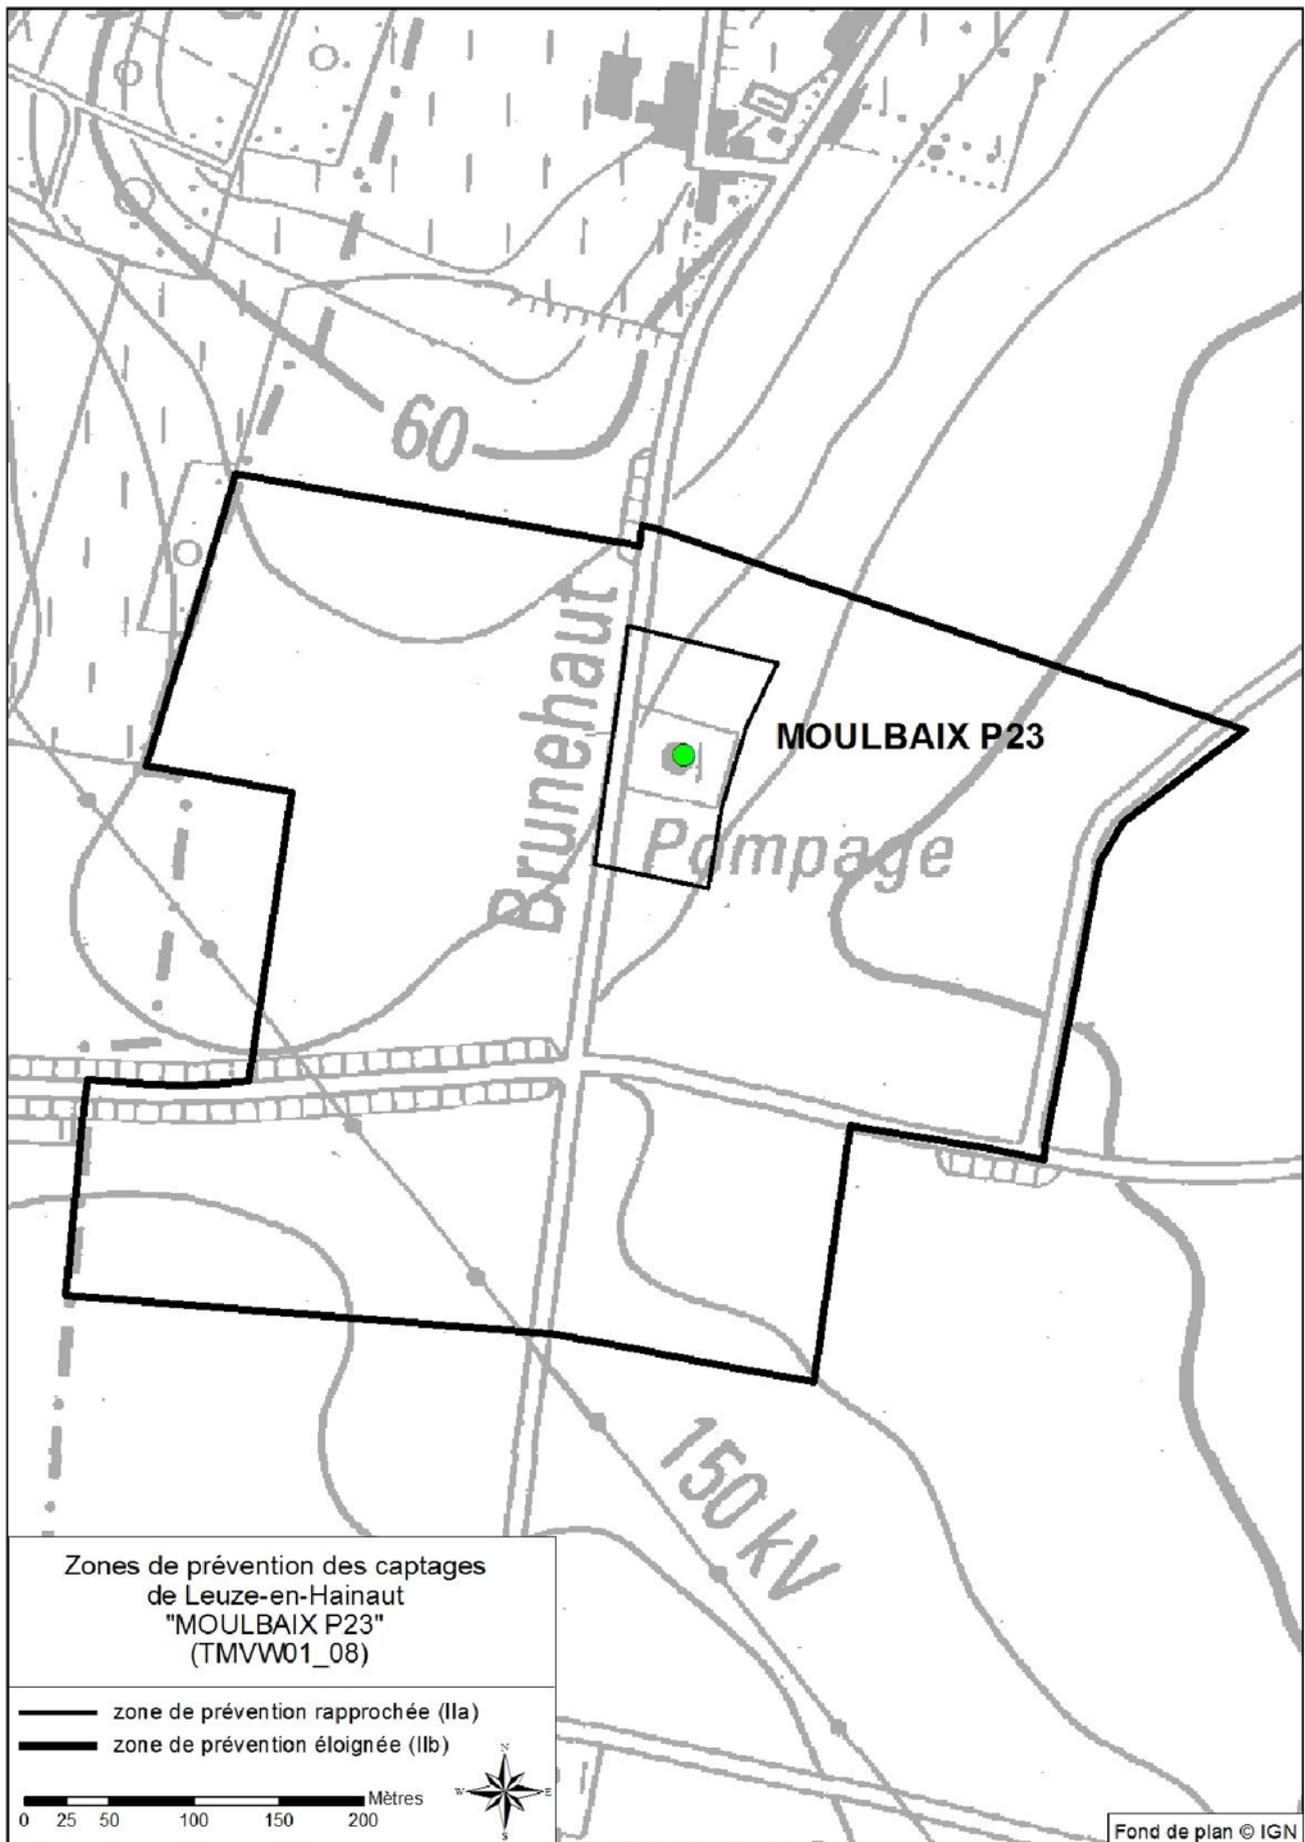 60
Brunehaut
MOULBAIX P23
Pompage
150 kV
Zones de prévention des captages
de Leuze-en-Hainaut
"MOULBAIX P23"
(TMVW01_08)
zone de prévention rapprochée (IIa)
zone de prévention éloignée (IIb)
N
W
E
S
Mètres
0 25 50 100 150 200
Fond de plan © IGN